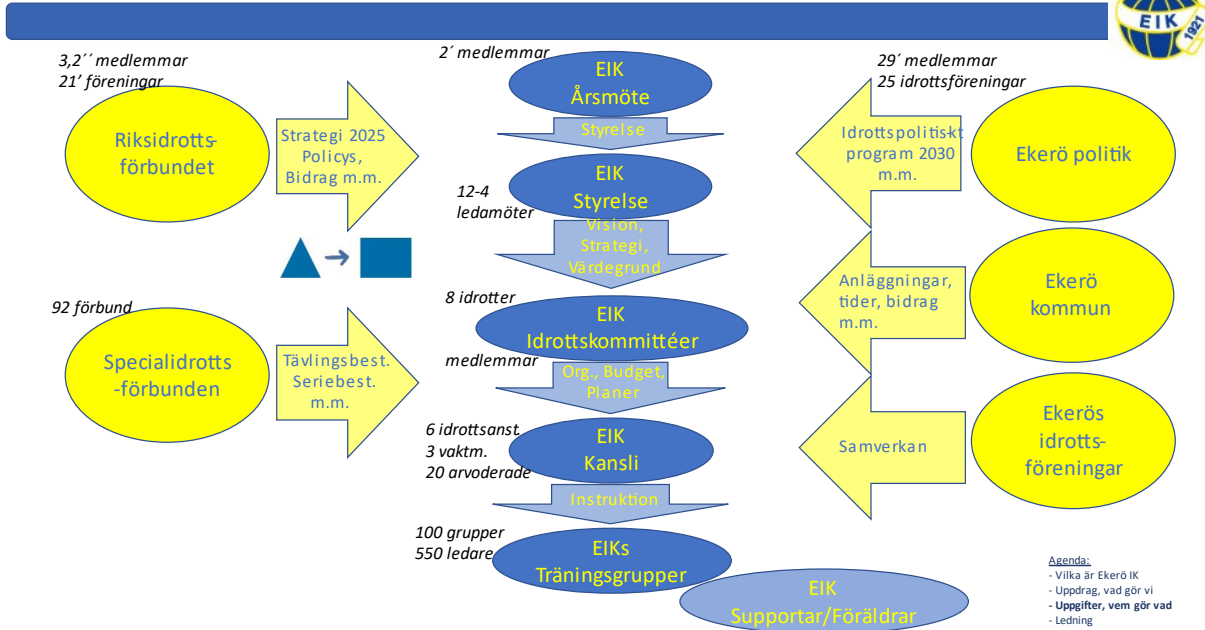 EIK
1921
3,2´´ medlemmar
21’ föreningar
Riksidrotts-
förbundet
Strategi 2025
Policys,
Bidrag m.m.
92 förbund
Specialidrotts
-förbunden
Tävlingsbest.
Seriebest.
m.m.
2´ medlemmar
EIK
Årsmöte
Styrelse
12-4
ledamöter
EIK
Styrelse
Vision,
Strategi,
Värdegrund
8 idrotter
EIK
Idrottskommittéer
medlemmar
Org., Budget,
Planer
6 idrottsanst.
3 vaktm.
20 arvoderade
EIK
Kansli
Instruktion
100 grupper
550 ledare
EIKs
Träningsgrupper
EIK
Supportar/Föräldrar
29´ medlemmar
25 idrottsföreningar
Idrottspolitiskt
program 2030
m.m.
Ekerö politik
Anläggningar,
tider, bidrag
m.m.
Ekerö
kommun
Samverkan
Ekerös
idrotts-
föreningar
Agenda:
- Vilka är Ekerö IK
- Uppdrag, vad gör vi
- Uppgifter, vem gör vad
- Ledning